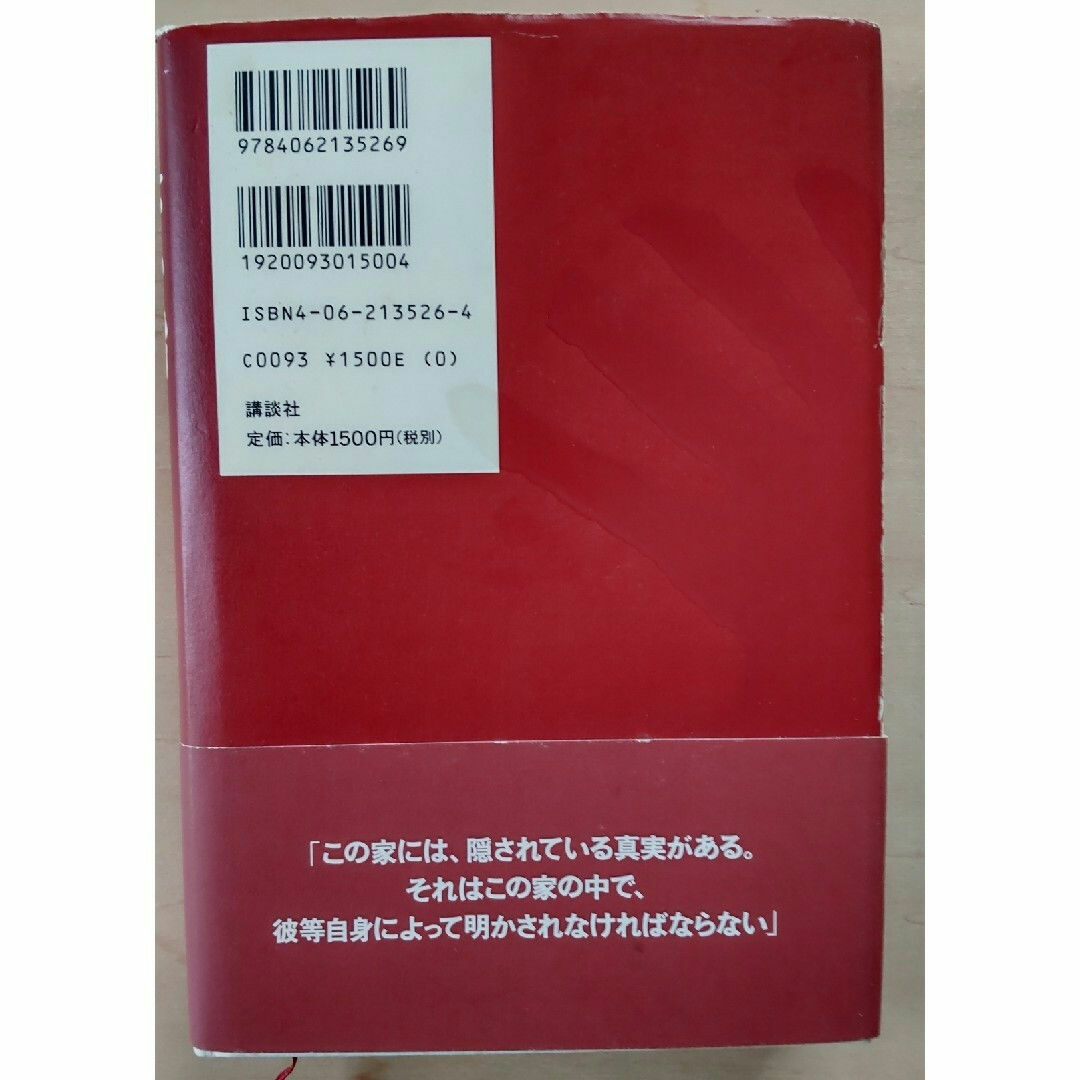 9784062135269
1920093015004
ISBN4-06-213526-4
C0093 ¥1500E (0)
講談社
定価:本体1500円(税別)
「この家には、隠されている真実がある。
それはこの家の中で、
彼等自身によって明かされなければならない」